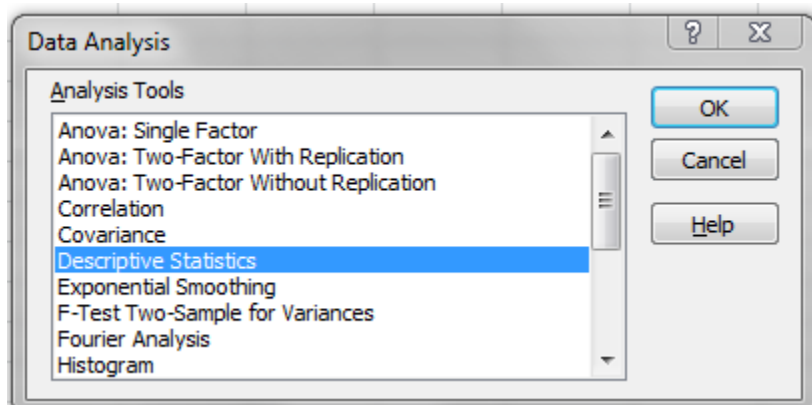 Data Analysis
Analysis Tools
Anova: Single Factor
Anova: Two-Factor With Replication
Anova: Two-Factor Without Replication
Correlation
Covariance
Descriptive Statistics
Exponential Smoothing
F-Test Two-Sample for Variances
Fourier Analysis
Histogram
OK
Cancel
Help